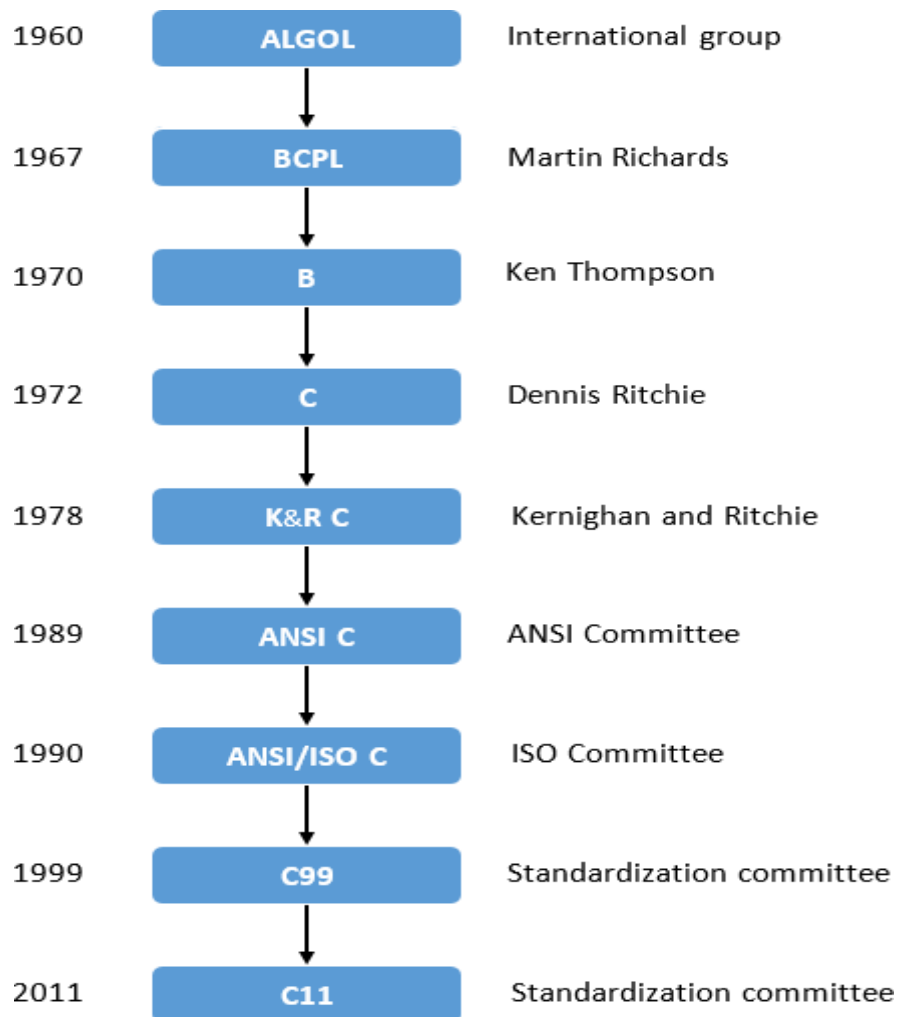 1960 ALGOL International group
1967 BCPL Martin Richards
1970 B Ken Thompson
1972 C Dennis Ritchie
1978 K&R C Kernighan and Ritchie
1989 ANSI C ANSI Committee
1990 ANSI/ISO C ISO Committee
1999 C99 Standardization committee
2011 C11 Standardization committee